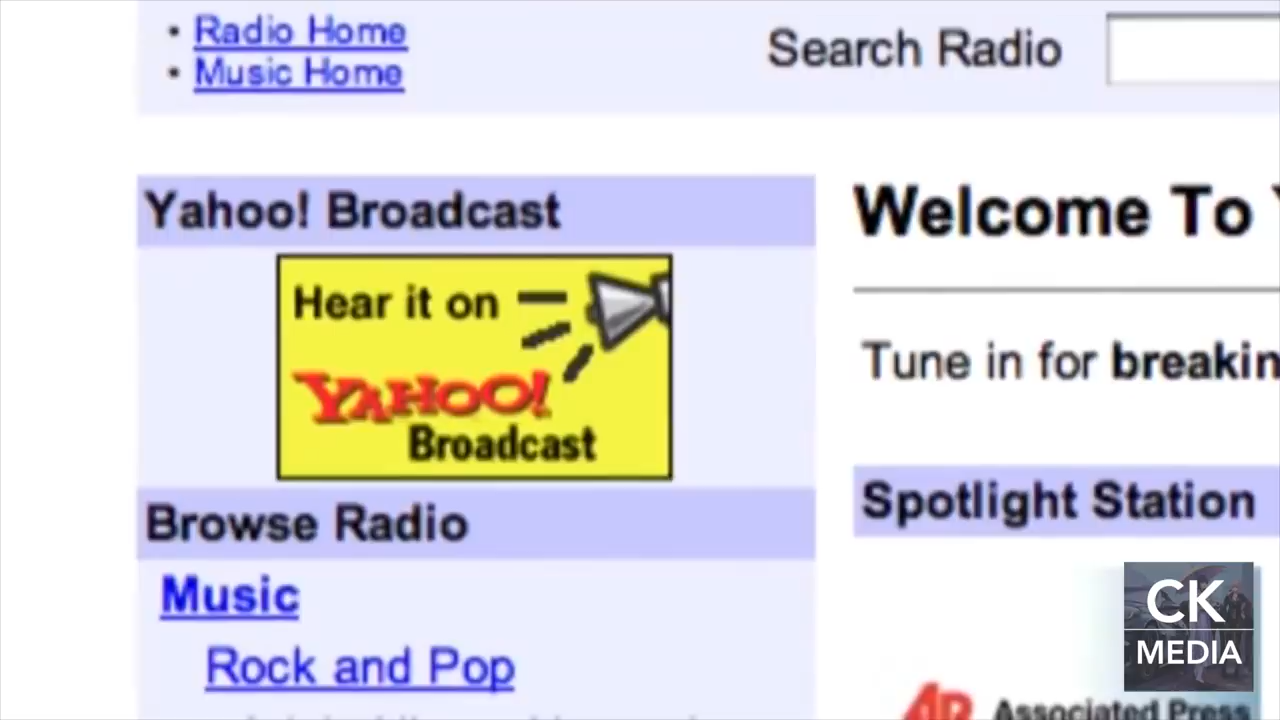 • Radio Home
• Music Home
Search Radio
Yahoo! Broadcast
Hear it on
YAHOO!
Broadcast
Browse Radio
Music
Rock and Pop
Welcome To
Tune in for breakin
Spotlight Station
AP Associated Press
CK
MEDIA